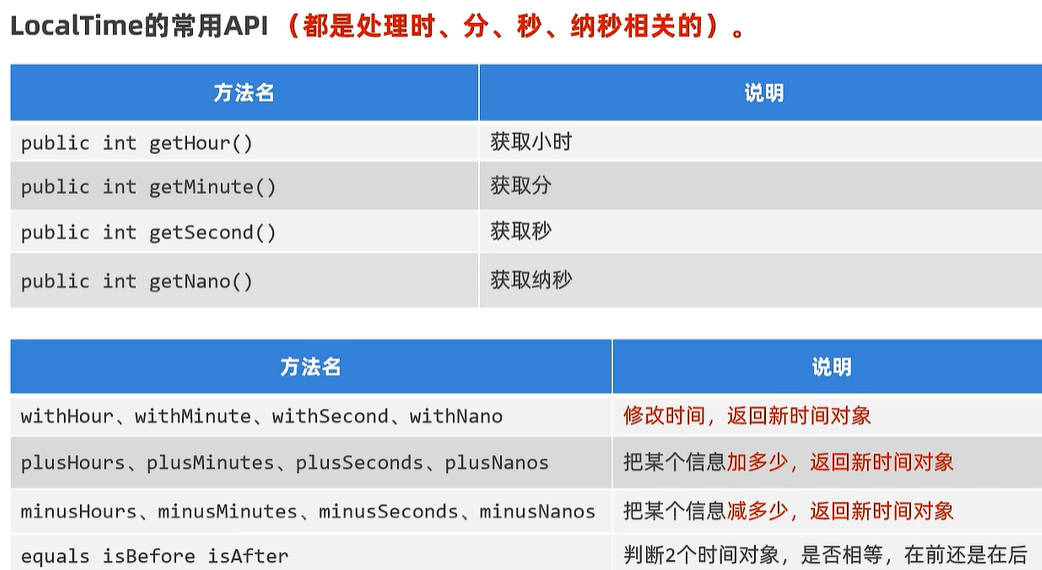 LocalTime的常用API（都是处理时、分、秒、纳秒相关的）。
方法名 说明
public int getHour() 获取小时
public int getMinute() 获取分
public int getSecond() 获取秒
public int getNano() 获取纳秒
方法名 说明
withHour、withMinute、withSecond、withNano 修改时间，返回新时间对象
plusHours、plusMinutes、plusSeconds、plusNanos 把某个信息加多少，返回新时间对象
minusHours、minusMinutes、minusSeconds、minusNanos 把某个信息减多少，返回新时间对象
equals isBefore isAfter 判断2个时间对象，是否相等，在前还是在后